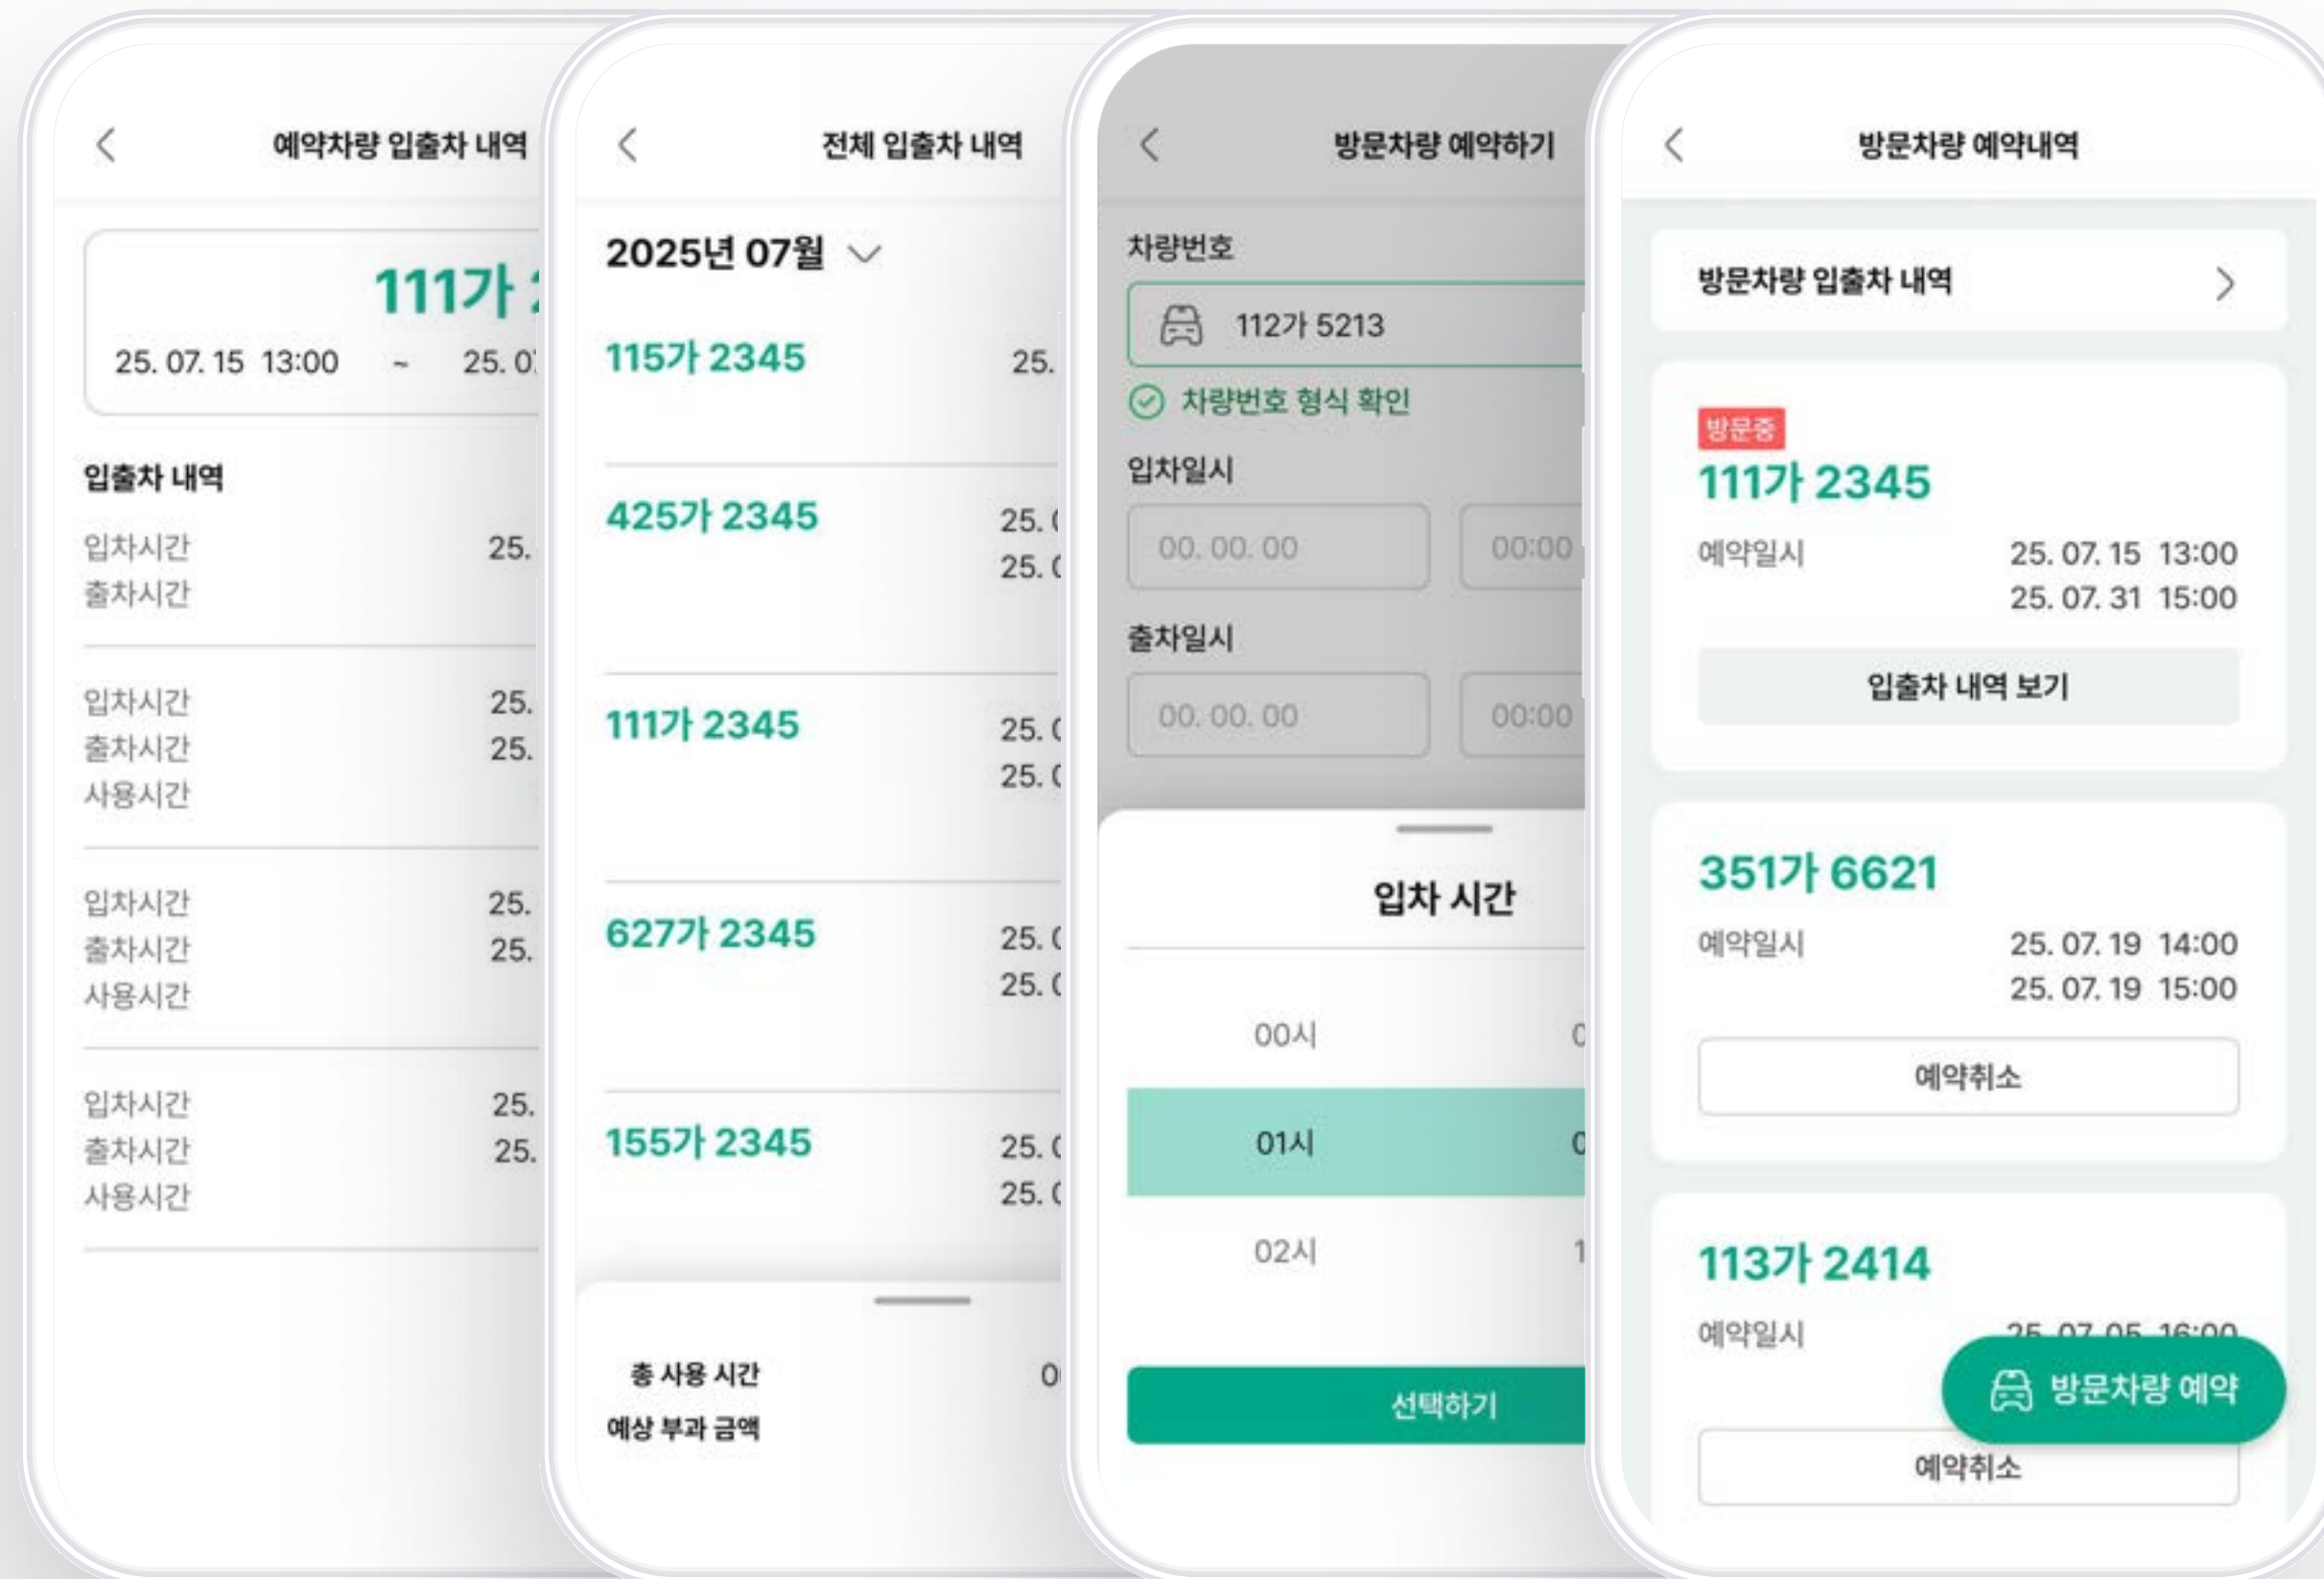 예약차량 입출차 내역
111가
25. 07. 15 13:00 ~ 25.
입출차 내역
입차시간 25.
출차시간
입차시간 25.
출차시간 25.
사용시간
입차시간 25.
출차시간 25.
사용시간
입차시간 25.
출차시간 25.
사용시간
전체 입출차 내역
2025년 07월
115가 2345 25.
425가 2345 25.
25.
111가 2345 25.
25.
627가 2345 25.
25.
155가 2345 25.
25.
총 사용 시간
예상 부과 금액
방문차량 예약하기
차량번호
112가 5213
차량번호 형식 확인
입차일시
00. 00. 00 00:00
출차일시
00. 00. 00 00:00
입차 시간
00시
01시
02시
선택하기
방문차량 예약내역
방문차량 입출차 내역
방문중
111가 2345
예약일시 25. 07. 15 13:00
25. 07. 31 15:00
입출차 내역 보기
351가 6621
예약일시 25. 07. 19 14:00
25. 07. 19 15:00
예약취소
113가 2414
예약일시 25. 07. 05 16:00
방문차량 예약
예약취소